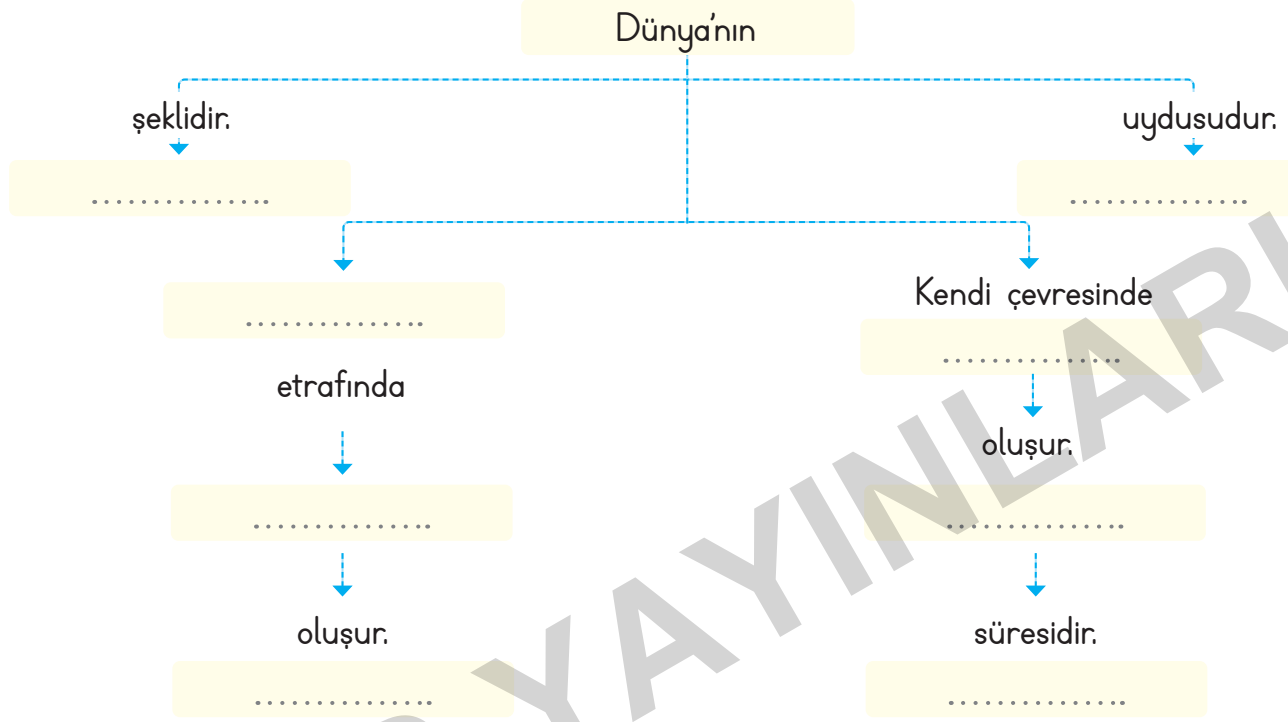 Dünya'nın
şeklidir. uydusudur.
................ ................
................ Kendi çevresinde
................
etrafında
oluşur.
................ ................
oluşur. süresidir.
................ ................
YAYINLARI